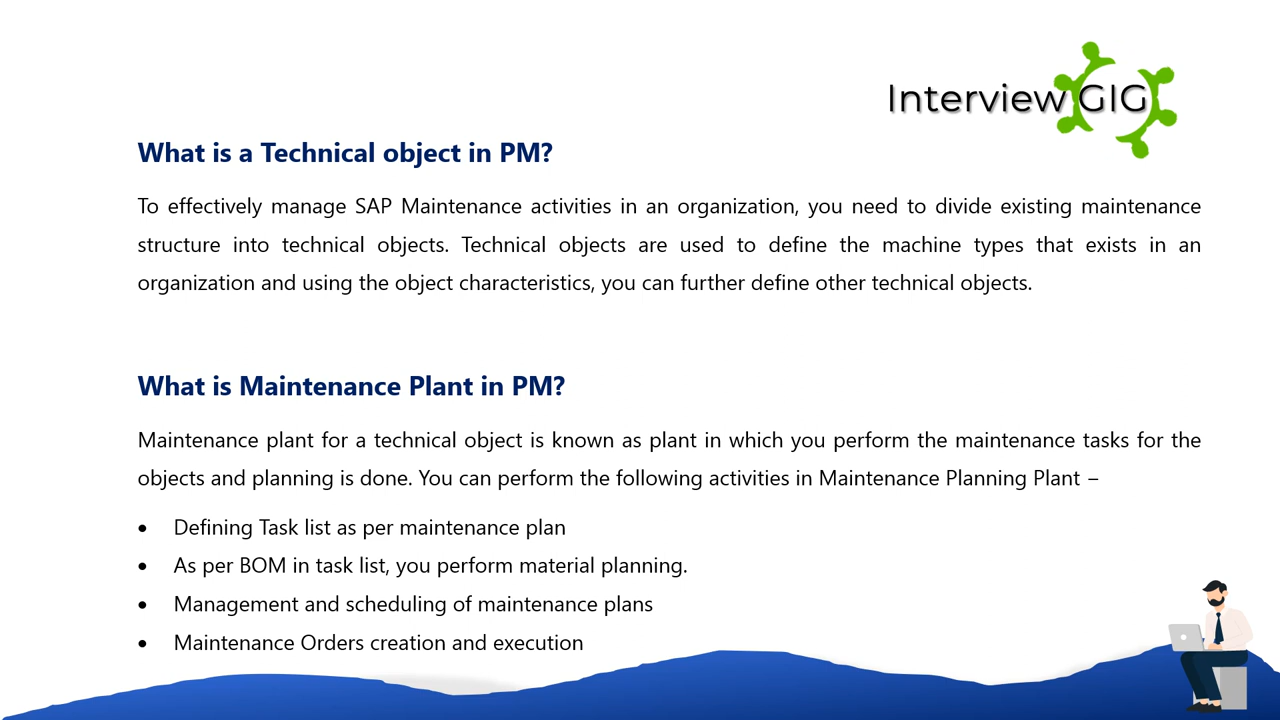 Interview GIG
What is a Technical object in PM?
To effectively manage SAP Maintenance activities in an organization, you need to divide existing maintenance
structure into technical objects. Technical objects are used to define the machine types that exists in an
organization and using the object characteristics, you can further define other technical objects.
What is Maintenance Plant in PM?
Maintenance plant for a technical object is known as plant in which you perform the maintenance tasks for the
objects and planning is done. You can perform the following activities in Maintenance Planning Plant –
• Defining Task list as per maintenance plan
• As per BOM in task list, you perform material planning.
• Management and scheduling of maintenance plans
• Maintenance Orders creation and execution